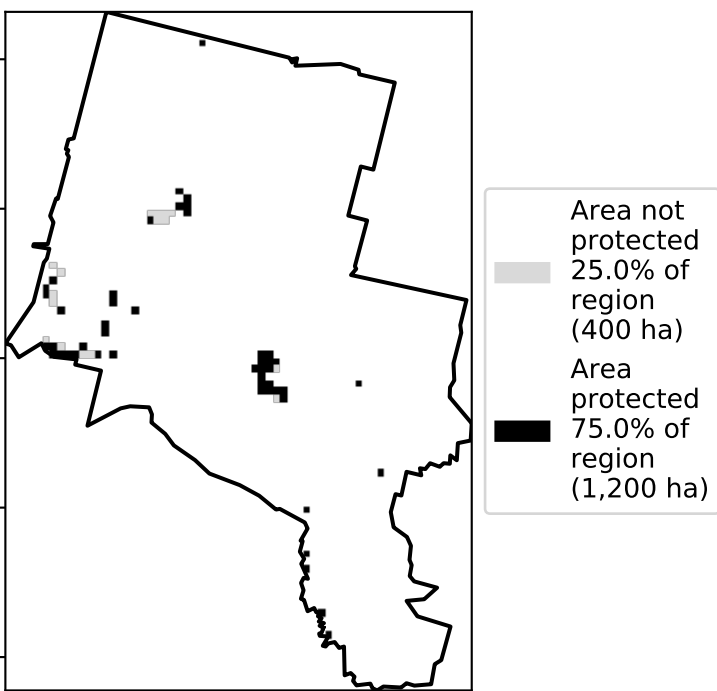 Area not
protected
25.0% of
region
(400 ha)
Area
protected
75.0% of
region
(1,200 ha)